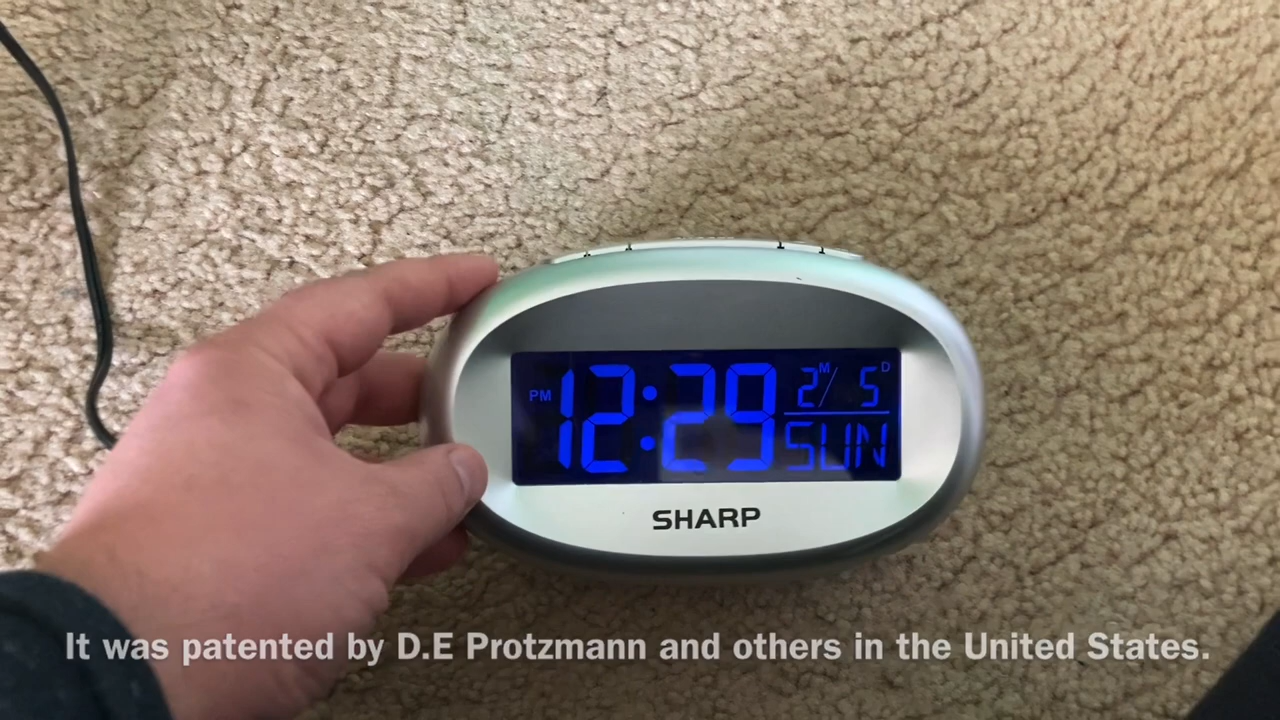 PM 12:29 2M/ 5D
SUN
SHARP
It was patented by D.E Protzmann and others in the United States.